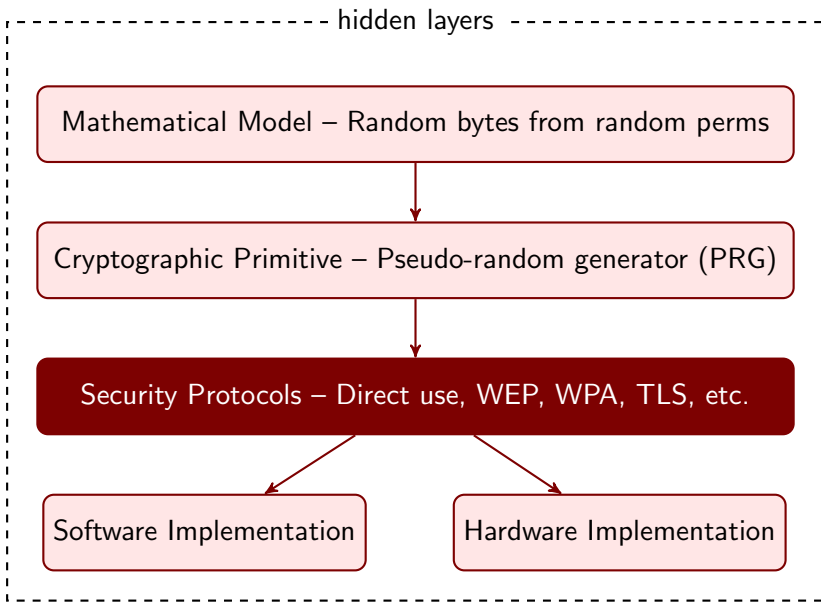 hidden layers
Mathematical Model – Random bytes from random perms
Cryptographic Primitive – Pseudo-random generator (PRG)
Security Protocols – Direct use, WEP, WPA, TLS, etc.
Software Implementation
Hardware Implementation